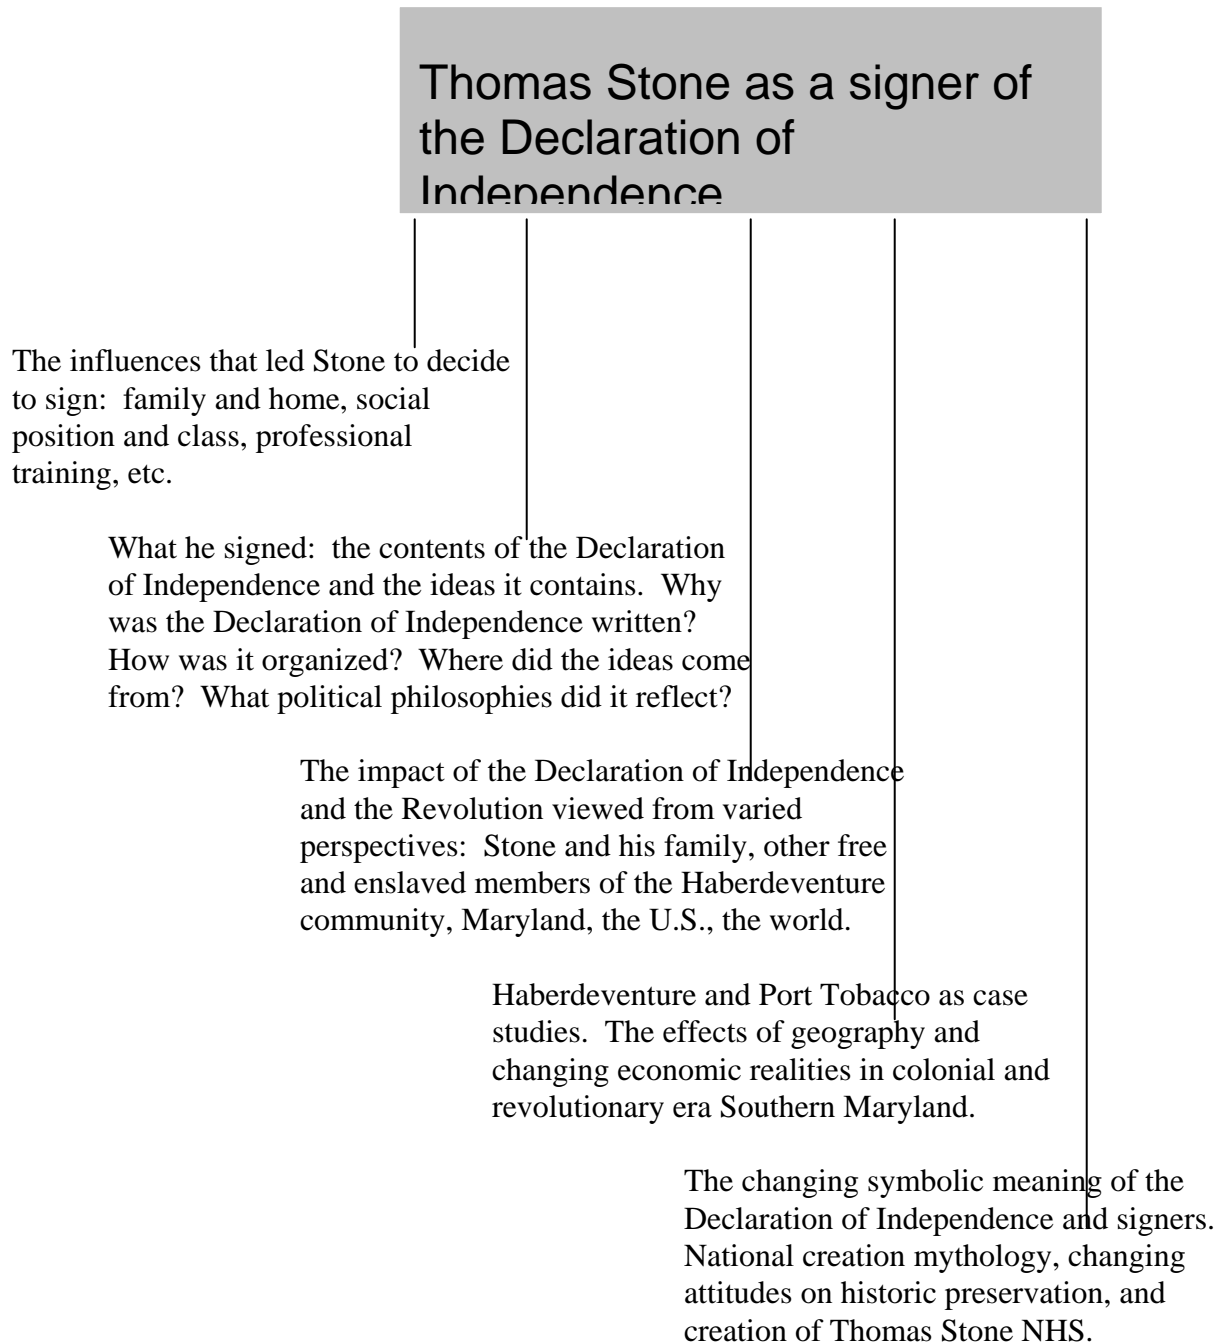 Thomas Stone as a signer of
the Declaration of
Independence
The influences that led Stone to decide
to sign:  family and home, social
position and class, professional
training, etc.
What he signed:  the contents of the Declaration
of Independence and the ideas it contains.  Why
was the Declaration of Independence written?
How was it organized?  Where did the ideas come
from?  What political philosophies did it reflect?
The impact of the Declaration of Independence
and the Revolution viewed from varied
perspectives:  Stone and his family, other free
and enslaved members of the Haberdeventure
community, Maryland, the U.S., the world.
Haberdeventure and Port Tobacco as case
studies.  The effects of geography and
changing economic realities in colonial and
revolutionary era Southern Maryland.
The changing symbolic meaning of the
Declaration of Independence and signers.
National creation mythology, changing
attitudes on historic preservation, and
creation of Thomas Stone NHS.